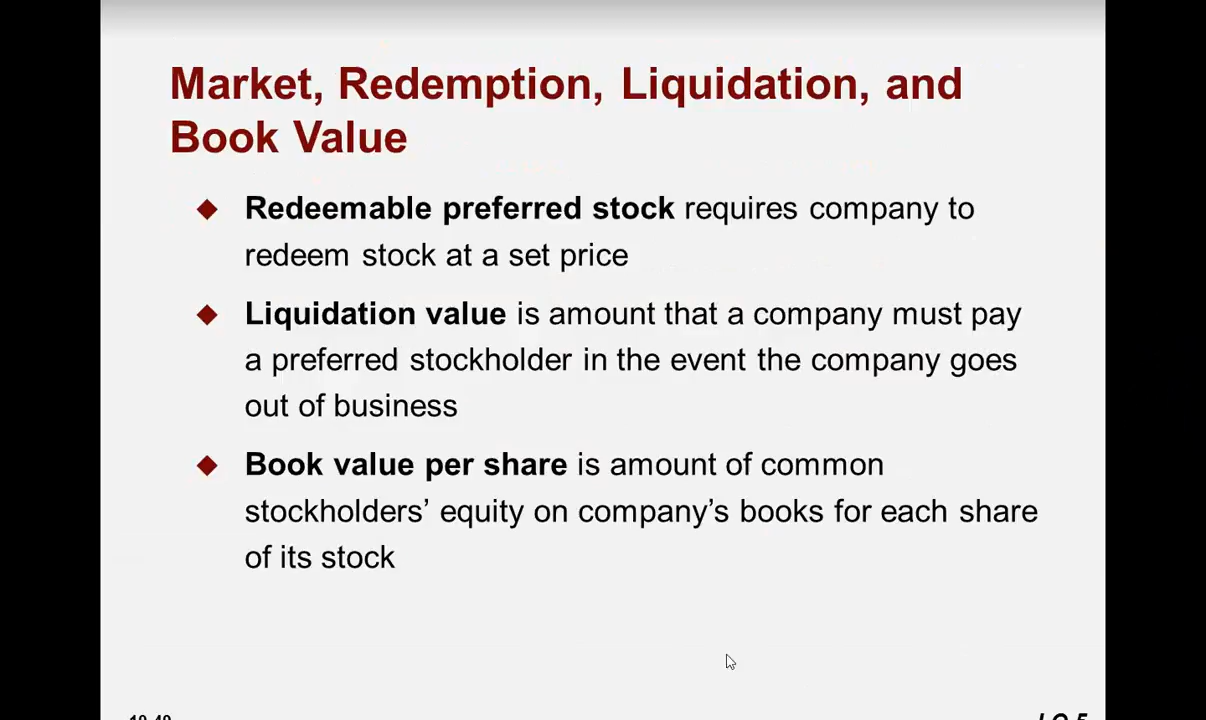 Market, Redemption, Liquidation, and
Book Value
Redeemable preferred stock requires company to
redeem stock at a set price
Liquidation value is amount that a company must pay
a preferred stockholder in the event the company goes
out of business
Book value per share is amount of common
stockholders’ equity on company’s books for each share
of its stock